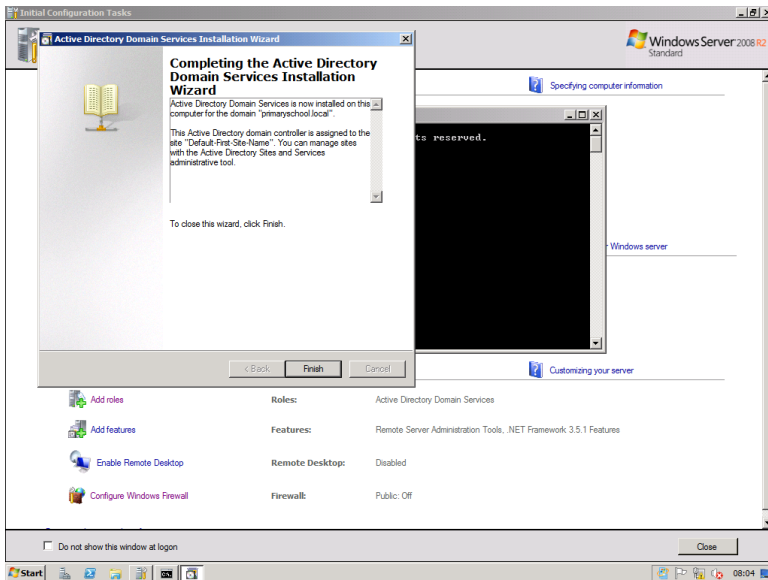 Initial Configuration Tasks
Windows Server 2008 R2
Standard
Active Directory Domain Services Installation Wizard
Completing the Active Directory
Domain Services Installation
Wizard
Active Directory Domain Services is now installed on this
computer for the domain "primaryschool.local".
This Active Directory domain controller is assigned to the
site "Default-First-Site-Name". You can manage sites
with the Active Directory Sites and Services
administrative tool.
To close this wizard, click Finish.
< Back Finish Cancel
Specifying computer information
ts reserved.
Windows server
Customizing your server
Add roles Roles: Active Directory Domain Services
Add features Features: Remote Server Administration Tools, .NET Framework 3.5.1 Features
Enable Remote Desktop Remote Desktop: Disabled
Configure Windows Firewall Firewall: Public: Off
Do not show this window at logon
Close
Start
08:04